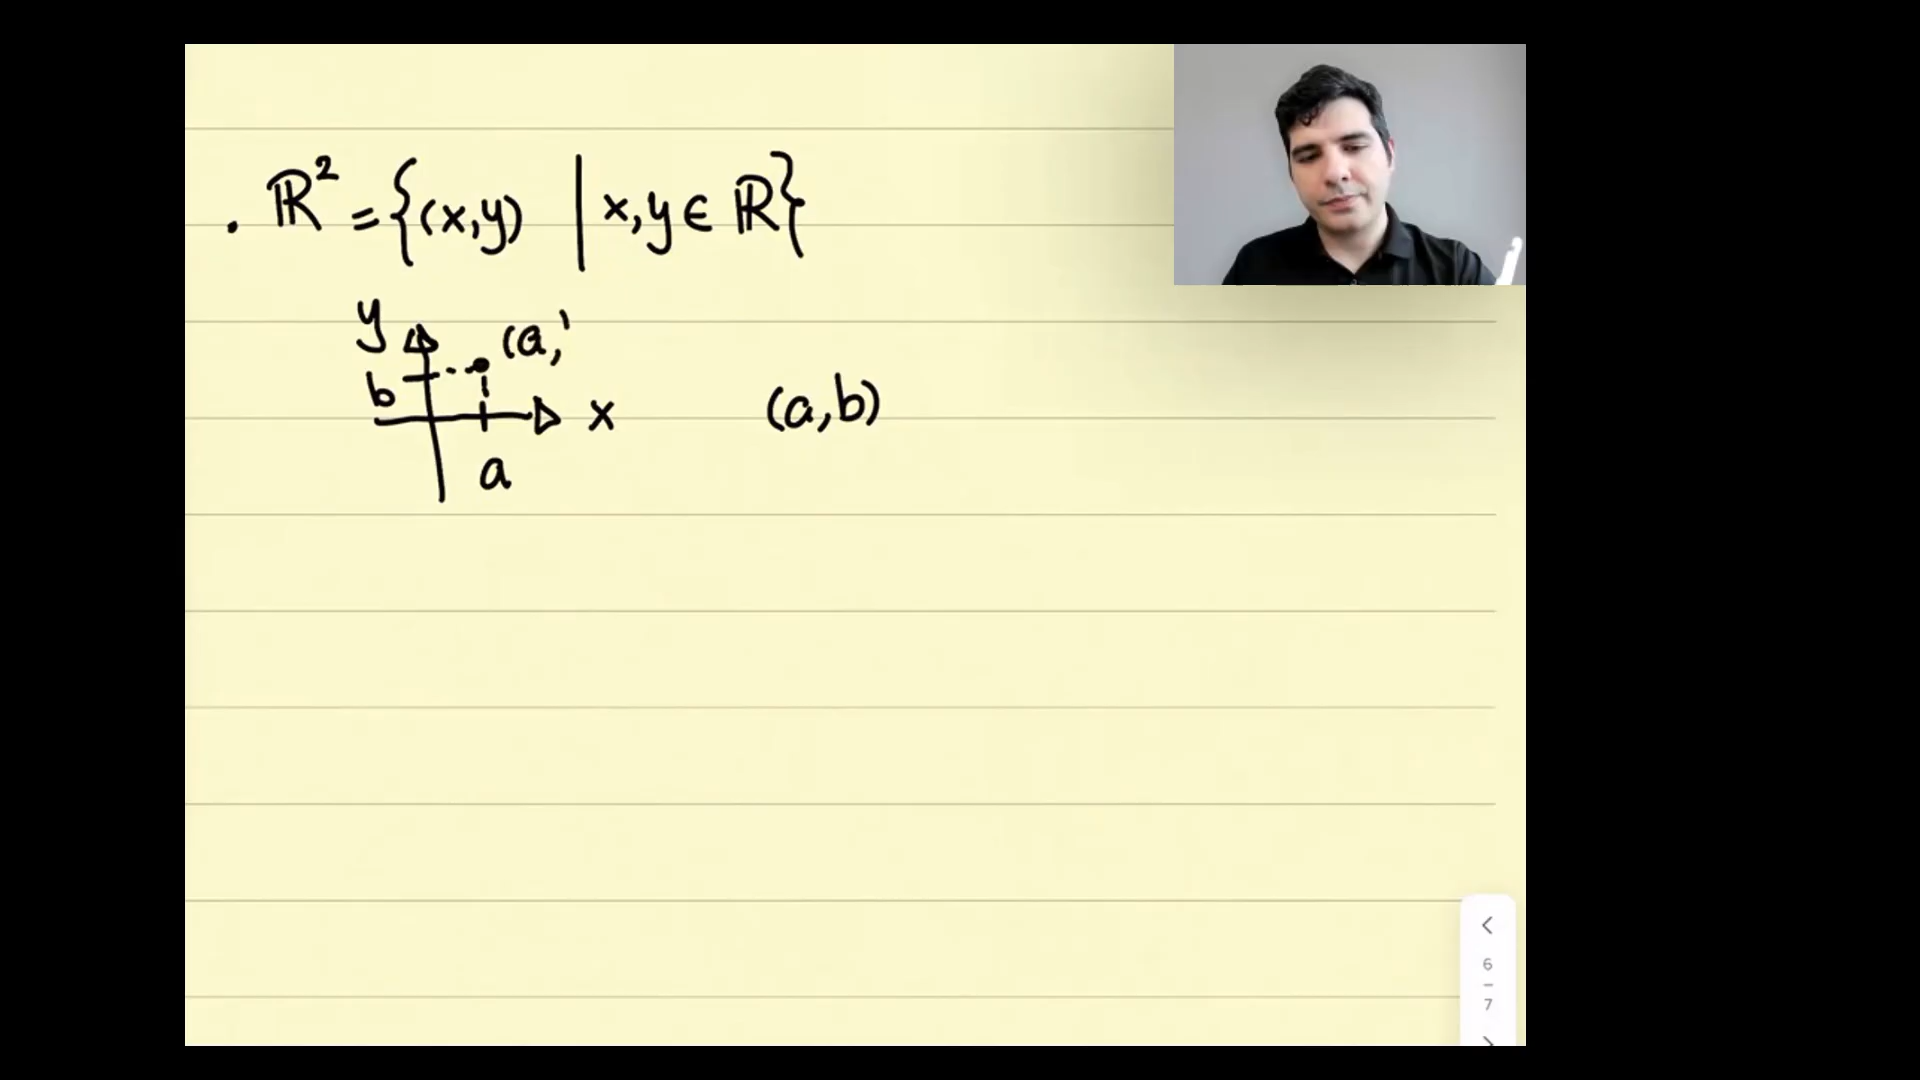 . ℝ² = {(x,y) | x,y ∈ ℝ}
y
(a,
b
x
(a,b)
a
6
7